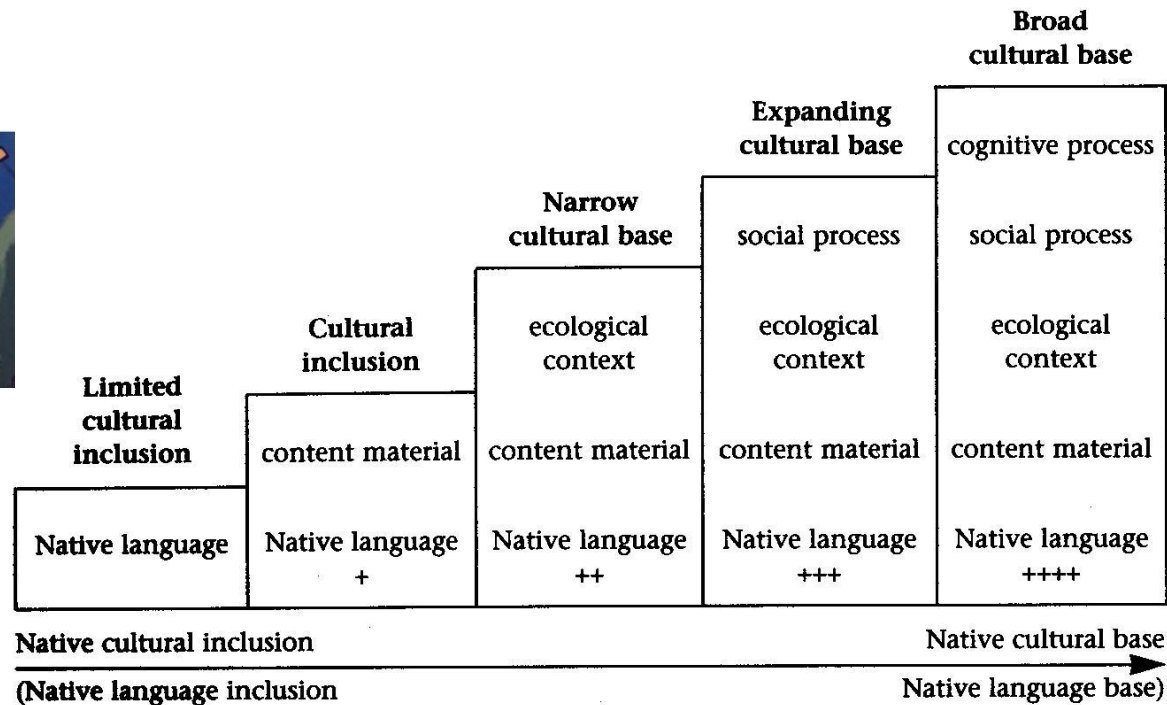 Broad
cultural base
cognitive process
social process
ecological
context
content material
Native language
++++
Expanding
cultural base
social process
ecological
context
content material
Native language
+++
Narrow
cultural base
ecological
context
content material
Native language
++
Cultural
inclusion
content material
Native language
+
Limited
cultural
inclusion
Native language
Native cultural inclusion
Native cultural base
(Native language inclusion
Native language base)